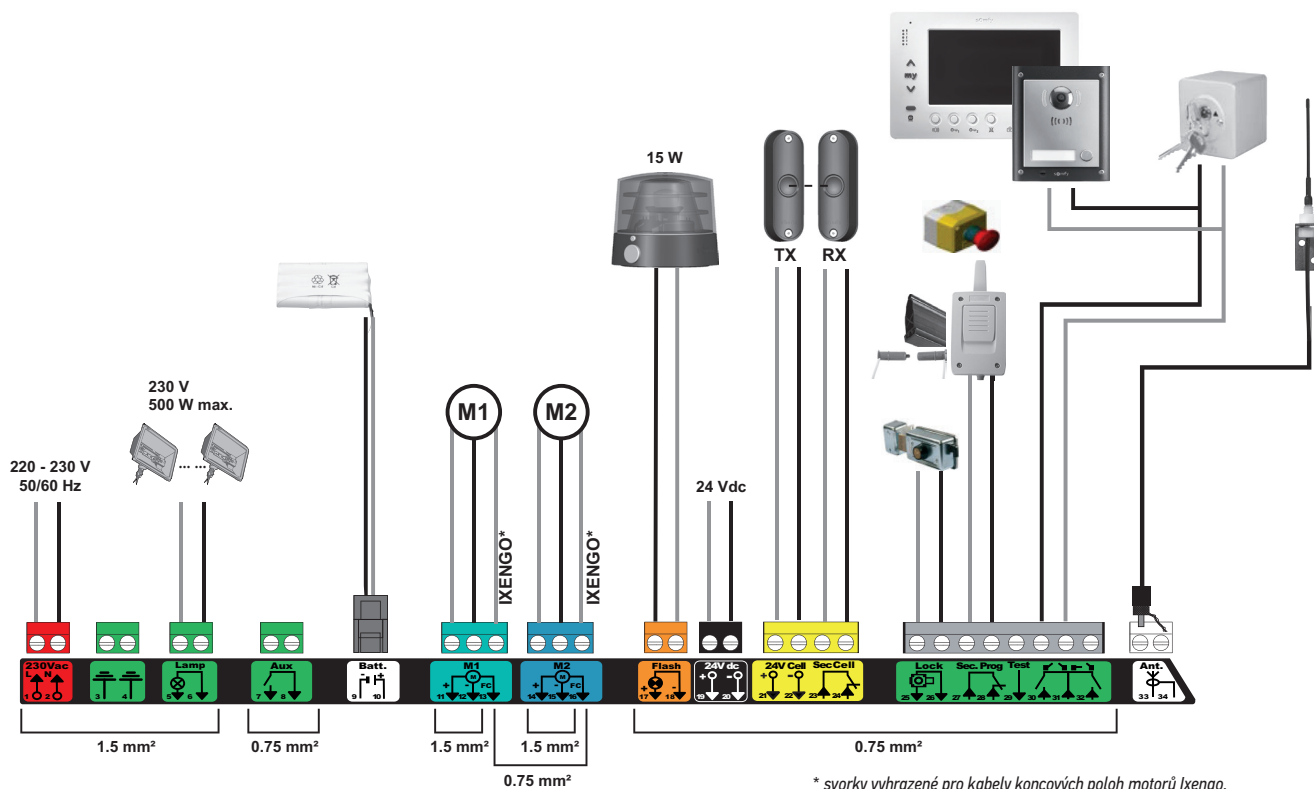 somfy
my
somfy
15 W
TX RX
230 V
500 W max.
M1 M2
220 - 230 V
50/60 Hz
24 Vdc
IXENGO*
IXENGO*
230Vac
L N
1 2
3 4
Lamp
5 6
Aux
7 8
Batt.
- +
9 10
M1
+ M - FC
11 12 13
M2
+ M - FC
14 15 16
Flash
+ -
17 18
24V dc
+ -
19 20
24V Cell Sec Cell
+ -
21 22 23 24
Lock Sec. Prog Test
25 26 27 28 29 30 31 32
Ant.
33 34
1.5 mm² 0.75 mm² 1.5 mm² 1.5 mm² 0.75 mm²
0.75 mm²
* svorky vyhrazené pro kabely koncových poloh motorů Ixengo.